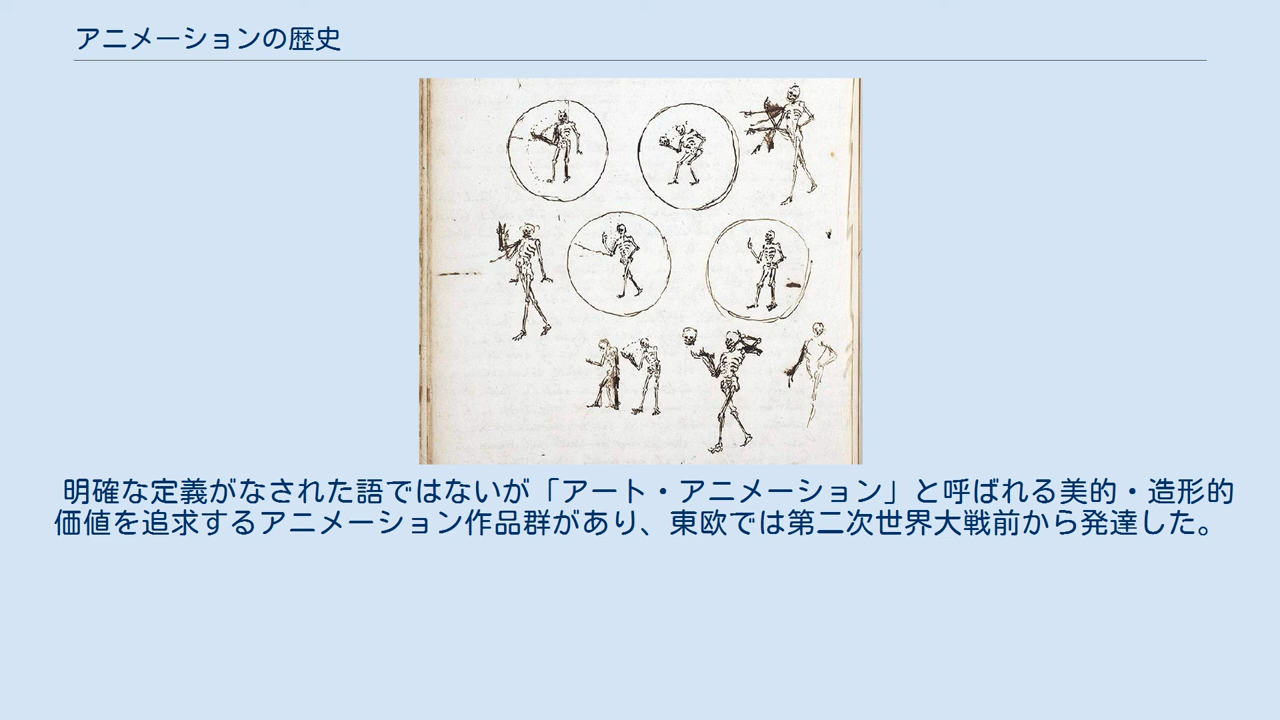 アニメーションの歴史
明確な定義がなされた語ではないが「アート・アニメーション」と呼ばれる美的・造形的
価値を追求するアニメーション作品群があり、東欧では第二次世界大戦前から発達した。